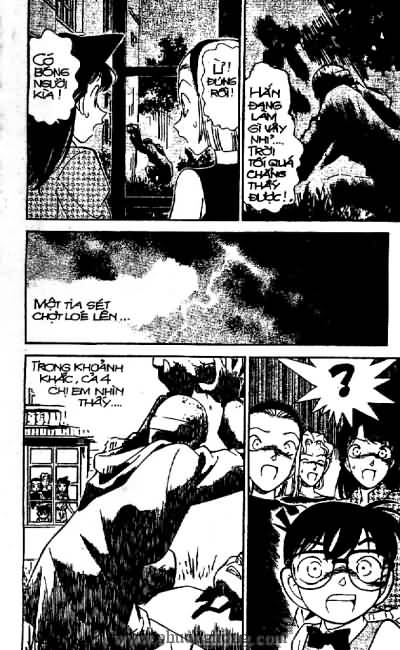 CÓ
BÓNG
NGƯỜI
KÌA!
Ừ!
ĐÚNG
RỒI!
HẮN
ĐANG
LÀM
GÌ VẬY
NHỈ?...
TRỜI
TỐI QUÁ
CHẲNG
THẤY
ĐƯỢC!
MỘT TIA SÉT
CHỢT LOÉ LÊN...
TRONG KHOẢNH
KHẮC, CẢ 4
CHỊ EM NHÌN
THẤY....
?